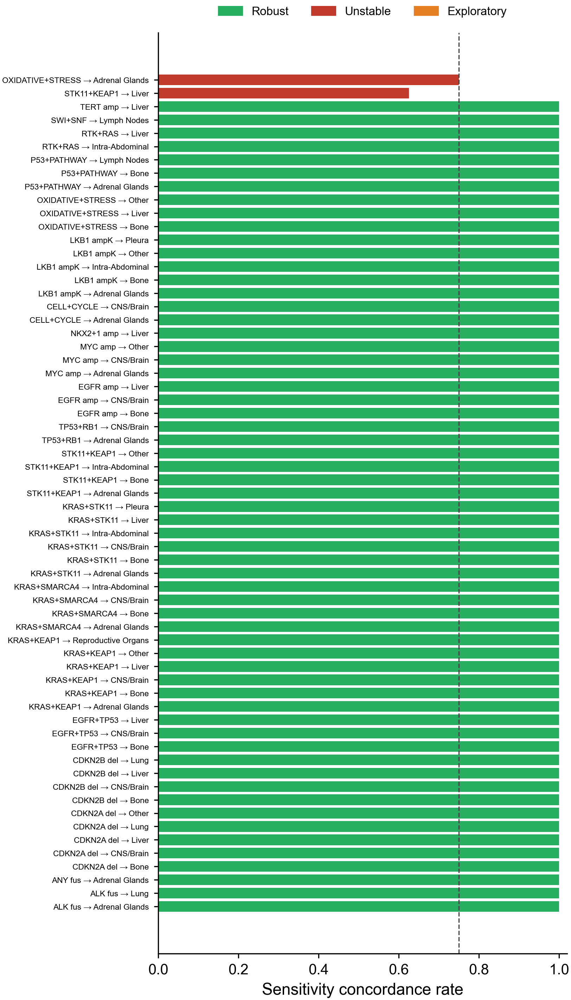 Robust Unstable Exploratory
OXIDATIVE+STRESS → Adrenal Glands
STK11+KEAP1 → Liver
TERT amp → Liver
SWI+SNF → Lymph Nodes
RTK+RAS → Liver
RTK+RAS → Intra-Abdominal
P53+PATHWAY → Lymph Nodes
P53+PATHWAY → Bone
P53+PATHWAY → Adrenal Glands
OXIDATIVE+STRESS → Other
OXIDATIVE+STRESS → Liver
OXIDATIVE+STRESS → Bone
LKB1 ampK → Pleura
LKB1 ampK → Other
LKB1 ampK → Intra-Abdominal
LKB1 ampK → Bone
LKB1 ampK → Adrenal Glands
CELL+CYCLE → CNS/Brain
CELL+CYCLE → Adrenal Glands
NKX2+1 amp → Liver
MYC amp → Other
MYC amp → CNS/Brain
MYC amp → Adrenal Glands
EGFR amp → Liver
EGFR amp → CNS/Brain
EGFR amp → Bone
TP53+RB1 → CNS/Brain
TP53+RB1 → Adrenal Glands
STK11+KEAP1 → Other
STK11+KEAP1 → Intra-Abdominal
STK11+KEAP1 → Bone
STK11+KEAP1 → Adrenal Glands
KRAS+STK11 → Pleura
KRAS+STK11 → Liver
KRAS+STK11 → Intra-Abdominal
KRAS+STK11 → CNS/Brain
KRAS+STK11 → Bone
KRAS+STK11 → Adrenal Glands
KRAS+SMARCA4 → Intra-Abdominal
KRAS+SMARCA4 → CNS/Brain
KRAS+SMARCA4 → Bone
KRAS+SMARCA4 → Adrenal Glands
KRAS+KEAP1 → Reproductive Organs
KRAS+KEAP1 → Other
KRAS+KEAP1 → Liver
KRAS+KEAP1 → CNS/Brain
KRAS+KEAP1 → Bone
KRAS+KEAP1 → Adrenal Glands
EGFR+TP53 → Liver
EGFR+TP53 → CNS/Brain
EGFR+TP53 → Bone
CDKN2B del → Lung
CDKN2B del → Liver
CDKN2B del → CNS/Brain
CDKN2B del → Bone
CDKN2A del → Other
CDKN2A del → Lung
CDKN2A del → Liver
CDKN2A del → CNS/Brain
CDKN2A del → Bone
ANY fus → Adrenal Glands
ALK fus → Lung
ALK fus → Adrenal Glands
0.0 0.2 0.4 0.6 0.8 1.0
Sensitivity concordance rate